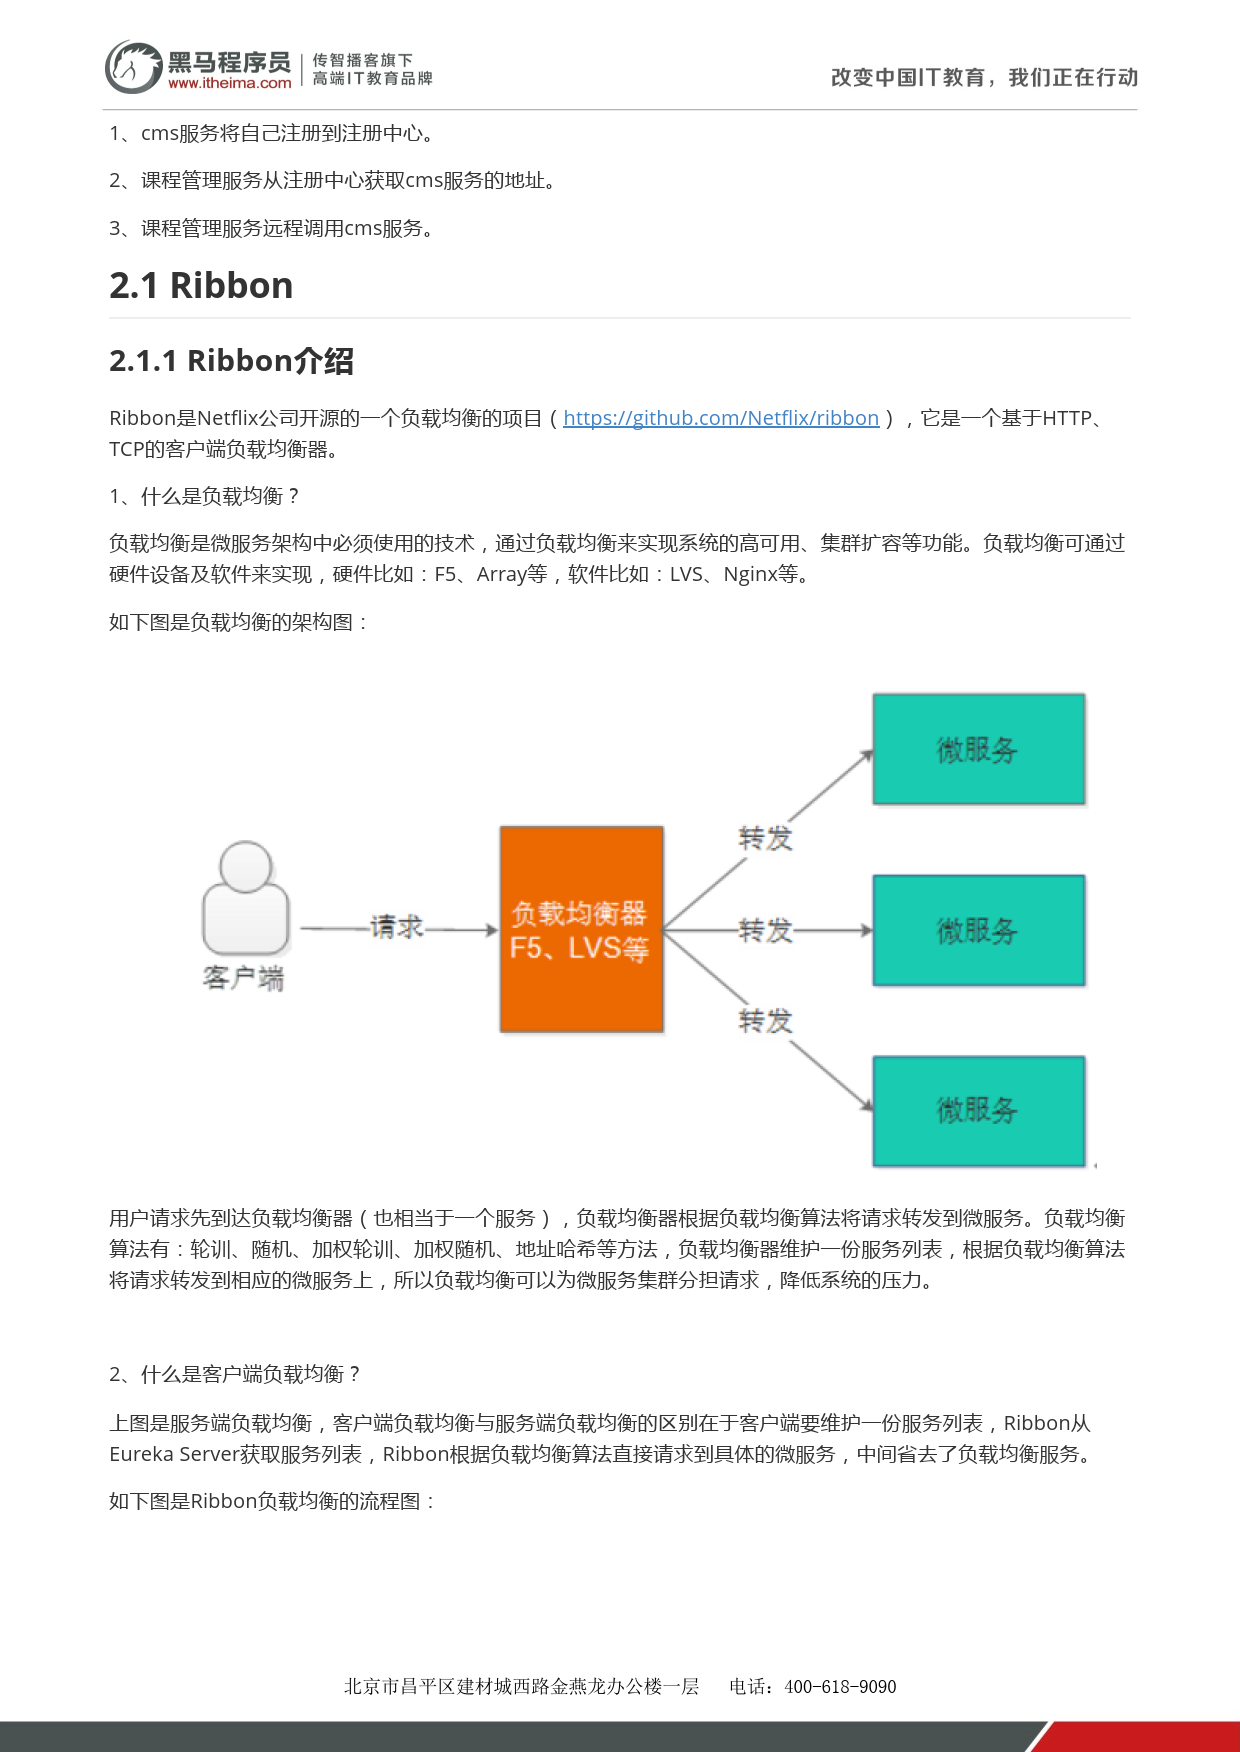 黑马程序员
www.itheima.com
传智播客旗下
高端IT教育品牌
改变中国IT教育，我们正在行动
1、cms服务将自己注册到注册中心。
2、课程管理服务从注册中心获取cms服务的地址。
3、课程管理服务远程调用cms服务。
2.1 Ribbon
2.1.1 Ribbon介绍
Ribbon是Netflix公司开源的一个负载均衡的项目（https://github.com/Netflix/ribbon），它是一个基于HTTP、
TCP的客户端负载均衡器。
1、什么是负载均衡？
负载均衡是微服务架构中必须使用的技术，通过负载均衡来实现系统的高可用、集群扩容等功能。负载均衡可通过
硬件设备及软件来实现，硬件比如：F5、Array等，软件比如：LVS、Nginx等。
如下图是负载均衡的架构图：
微服务
转发
客户端
请求
负载均衡器
F5、LVS等
转发
微服务
转发
微服务
用户请求先到达负载均衡器（也相当于一个服务），负载均衡器根据负载均衡算法将请求转发到微服务。负载均衡
算法有：轮训、随机、加权轮训、加权随机、地址哈希等方法，负载均衡器维护一份服务列表，根据负载均衡算法
将请求转发到相应的微服务上，所以负载均衡可以为微服务集群分担请求，降低系统的压力。
2、什么是客户端负载均衡？
上图是服务端负载均衡，客户端负载均衡与服务端负载均衡的区别在于客户端要维护一份服务列表，Ribbon从
Eureka Server获取服务列表，Ribbon根据负载均衡算法直接请求到具体的微服务，中间省去了负载均衡服务。
如下图是Ribbon负载均衡的流程图：
北京市昌平区建材城西路金燕龙办公楼一层 电话：400-618-9090